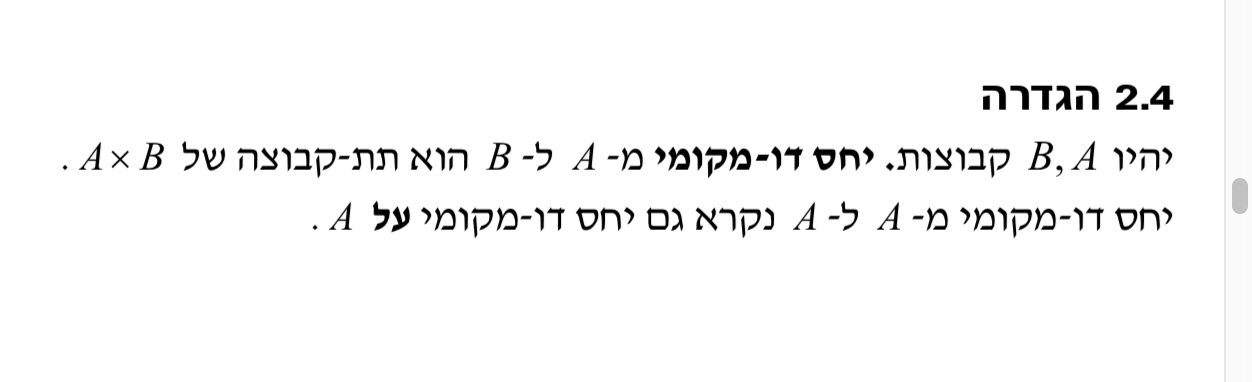 2.4 הגדרה
יהיו B, A קבוצות. יחס דו-מקומי מ- A ל- B הוא תת-קבוצה של A × B .
יחס דו-מקומי מ- A ל- A נקרא גם יחס דו-מקומי על A .